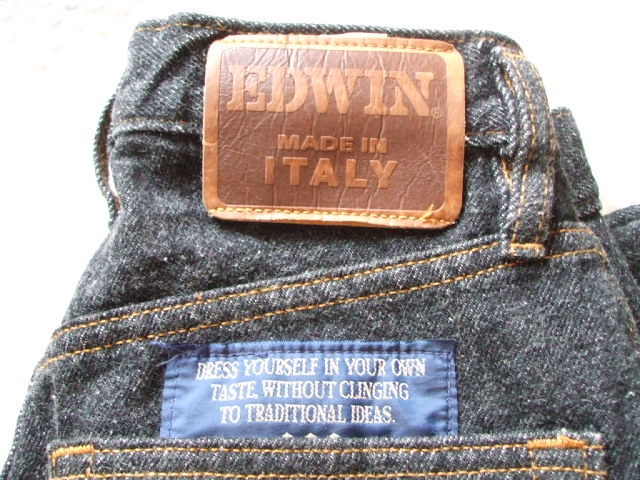 EDWIN®
MADE IN
ITALY
DRESS YOURSELF IN YOUR OWN
TASTE, WITHOUT CLINGING
TO TRADITIONAL IDEAS.